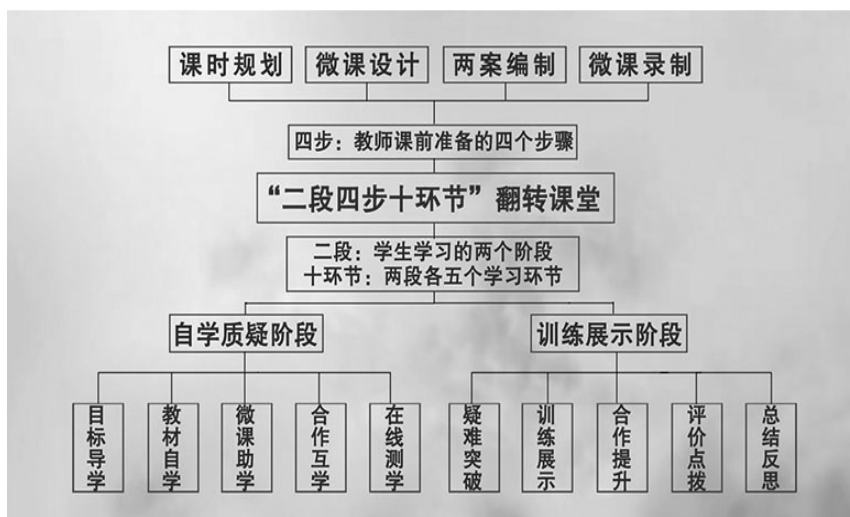 课时规划 微课设计 两案编制 微课录制
四步：教师课前准备的四个步骤
“二段四步十环节”翻转课堂
二段：学生学习的两个阶段
十环节：两段各五个学习环节
自学质疑阶段 训练展示阶段
目标导学
教材自学
微课助学
合作互学
在线测学
疑难突破
训练展示
合作提升
评价点拨
总结反思